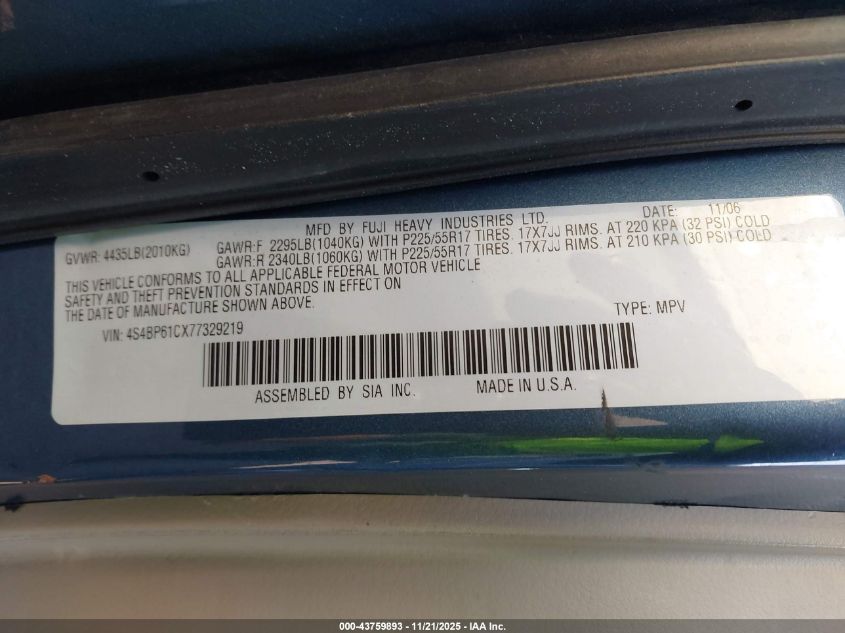 MFD BY FUJI HEAVY INDUSTRIES LTD. DATE: 11/06
GVWR: 4435LB(2010KG) GAWR:F 2295LB(1040KG) WITH P225/55R17 TIRES. 17X7JJ RIMS. AT 220 KPA (32 PSI) COLD
GAWR:R 2340LB(1060KG) WITH P225/55R17 TIRES. 17X7JJ RIMS. AT 210 KPA (30 PSI) COLD
THIS VEHICLE CONFORMS TO ALL APPLICABLE FEDERAL MOTOR VEHICLE
SAFETY AND THEFT PREVENTION STANDARDS IN EFFECT ON
THE DATE OF MANUFACTURE SHOWN ABOVE.
VIN: 4S4BP61CX77329219 TYPE: MPV
ASSEMBLED BY SIA INC. MADE IN U.S.A.
000-43759893 - 11/21/2025 - IAA Inc.